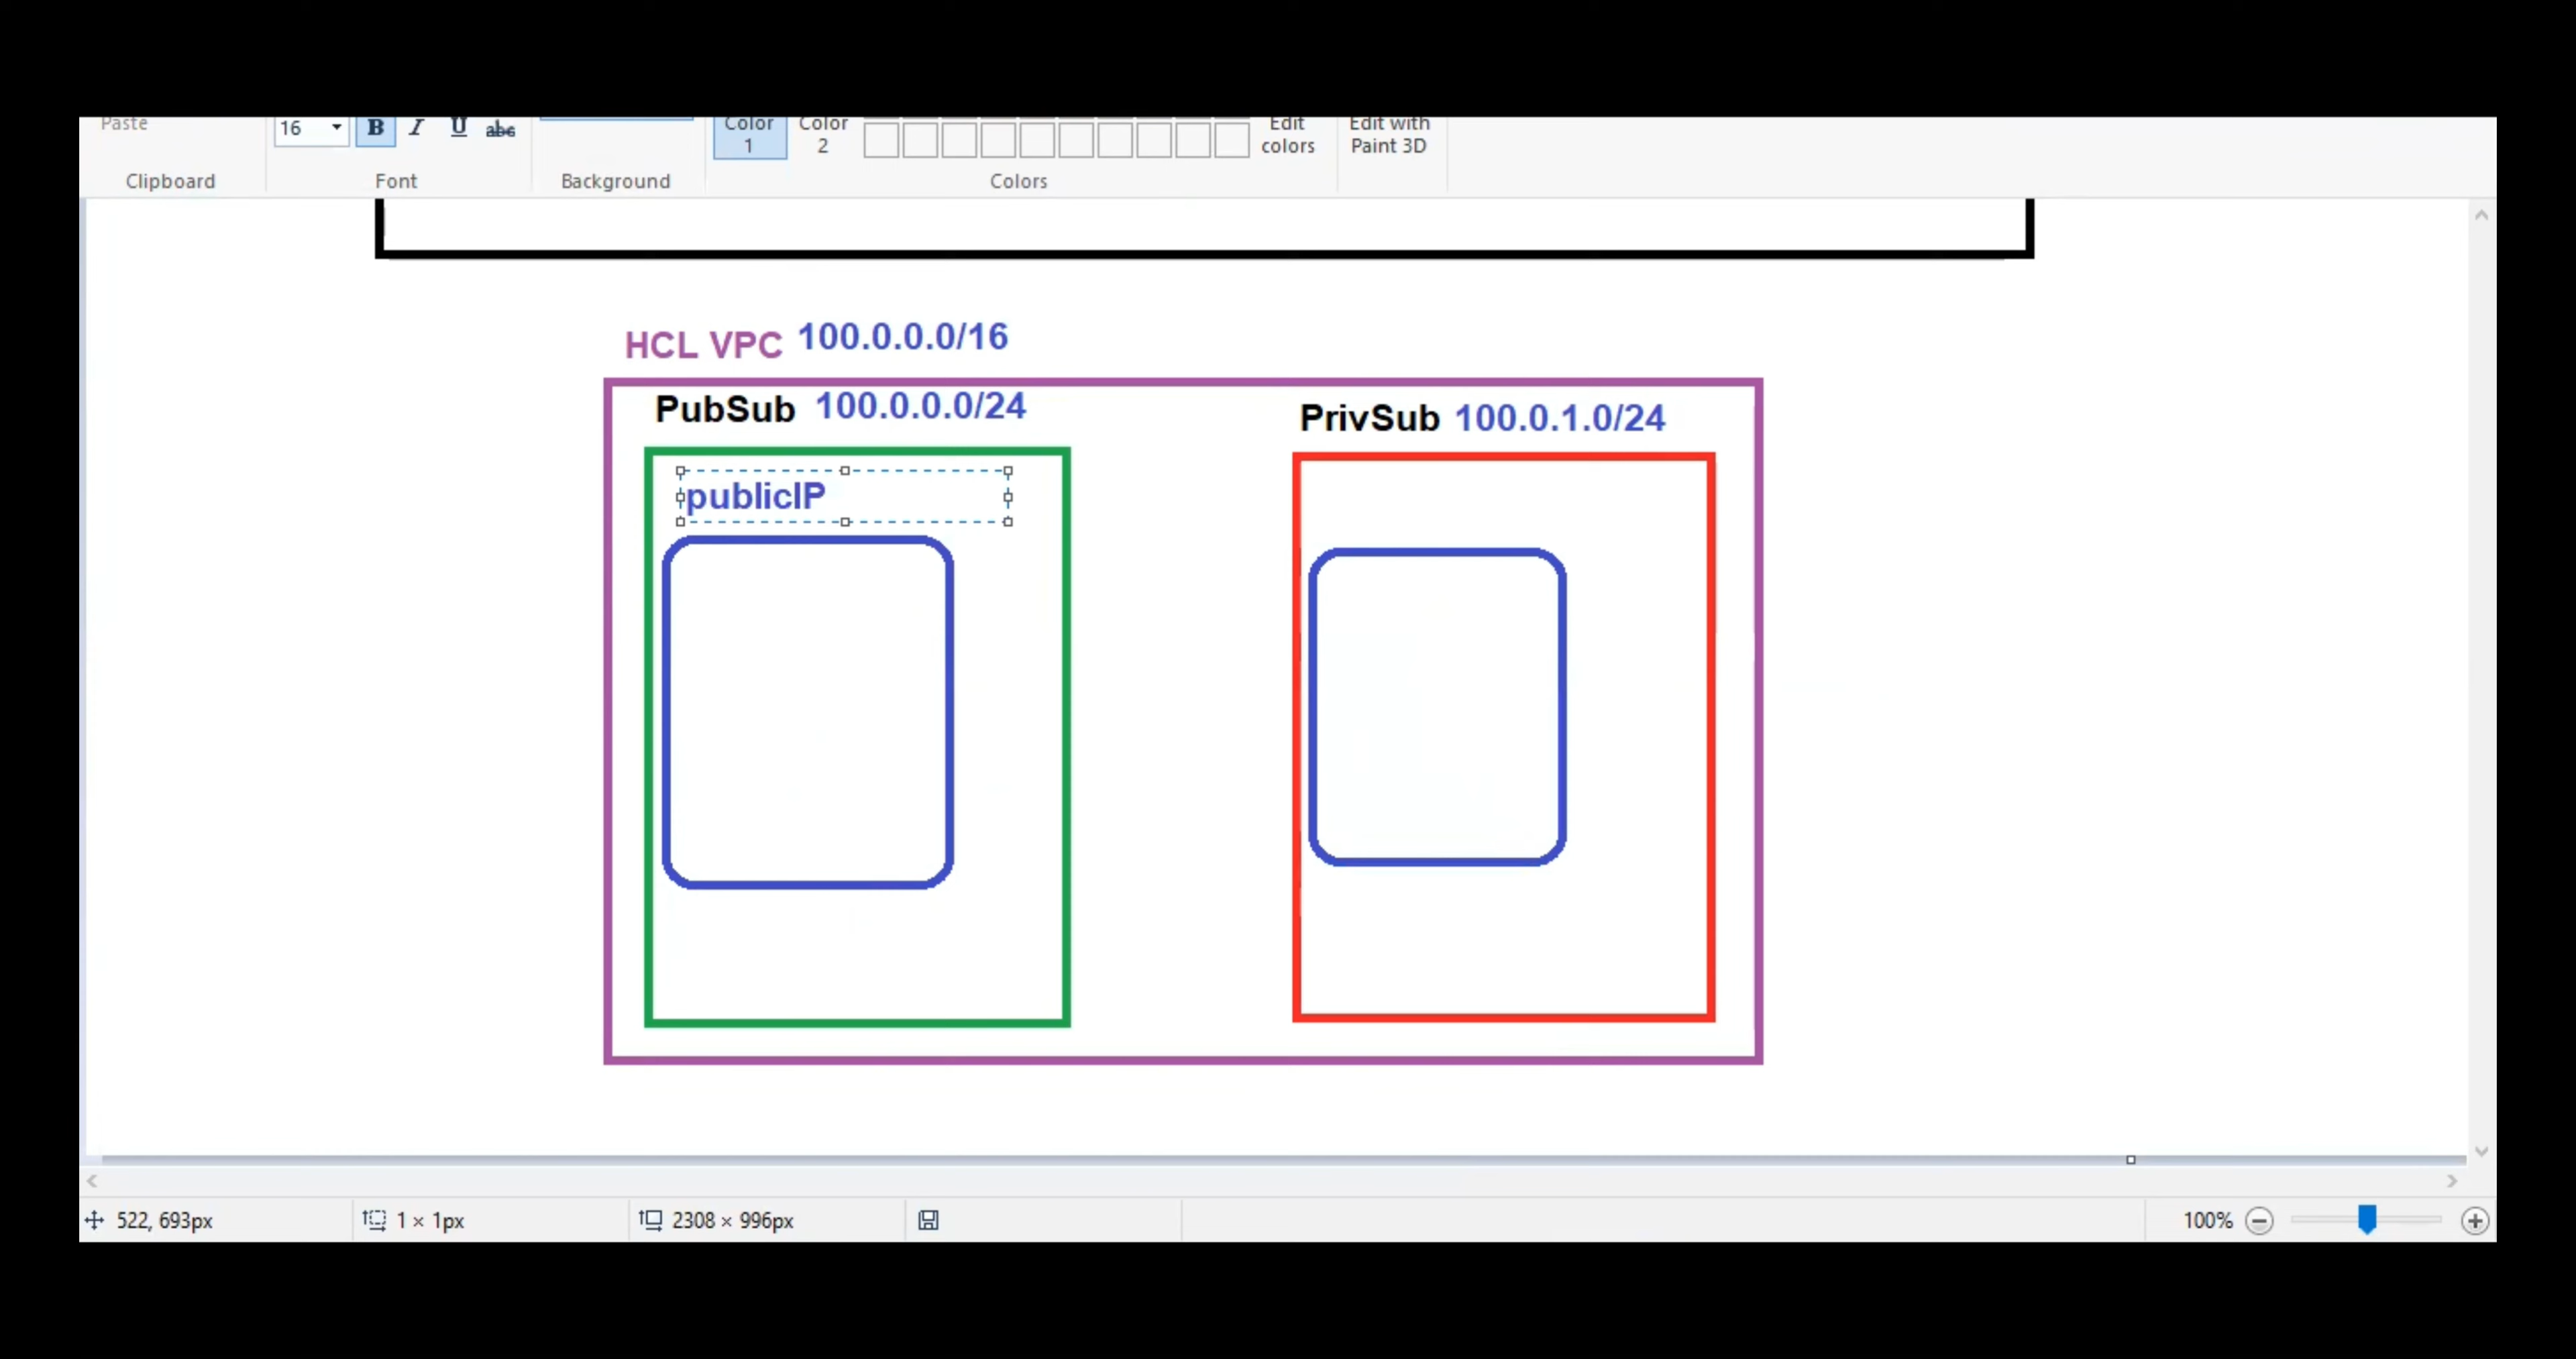 Paste
16 B I U abc
Color 1
Color 2
Edit colors
Edit with Paint 3D
Clipboard
Font
Background
Colors
HCL VPC 100.0.0.0/16
PubSub 100.0.0.0/24
PrivSub 100.0.1.0/24
publicIP
522, 693px
1 × 1px
2308 × 996px
100%